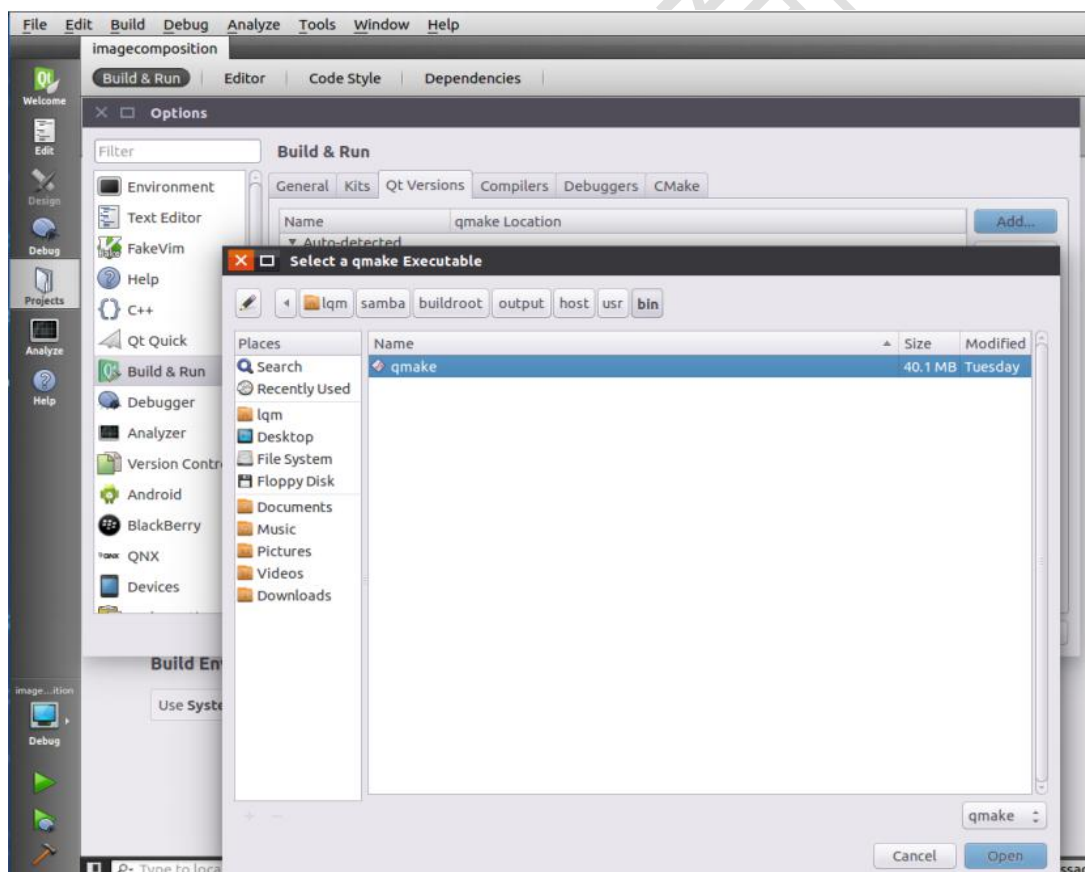 File Edit Build Debug Analyze Tools Window Help
imagecomposition
Build & Run Editor Code Style Dependencies
Welcome
Edit
Design
Debug
Projects
Analyze
Help
Options
Filter
Build & Run
General Kits Qt Versions Compilers Debuggers CMake
Name qmake Location
Add...
Auto-detected
Environment
Text Editor
FakeVim
Help
C++
Qt Quick
Build & Run
Debugger
Analyzer
Version Contr
Android
BlackBerry
QNX
Devices
Select a qmake Executable
lqm samba buildroot output host usr bin
Places
Search
Recently Used
lqm
Desktop
File System
Floppy Disk
Documents
Music
Pictures
Videos
Downloads
Name Size Modified
qmake 40.1 MB Tuesday
qmake
Cancel Open
Build En
Use Syste
image...ition
Debug
Type to loca